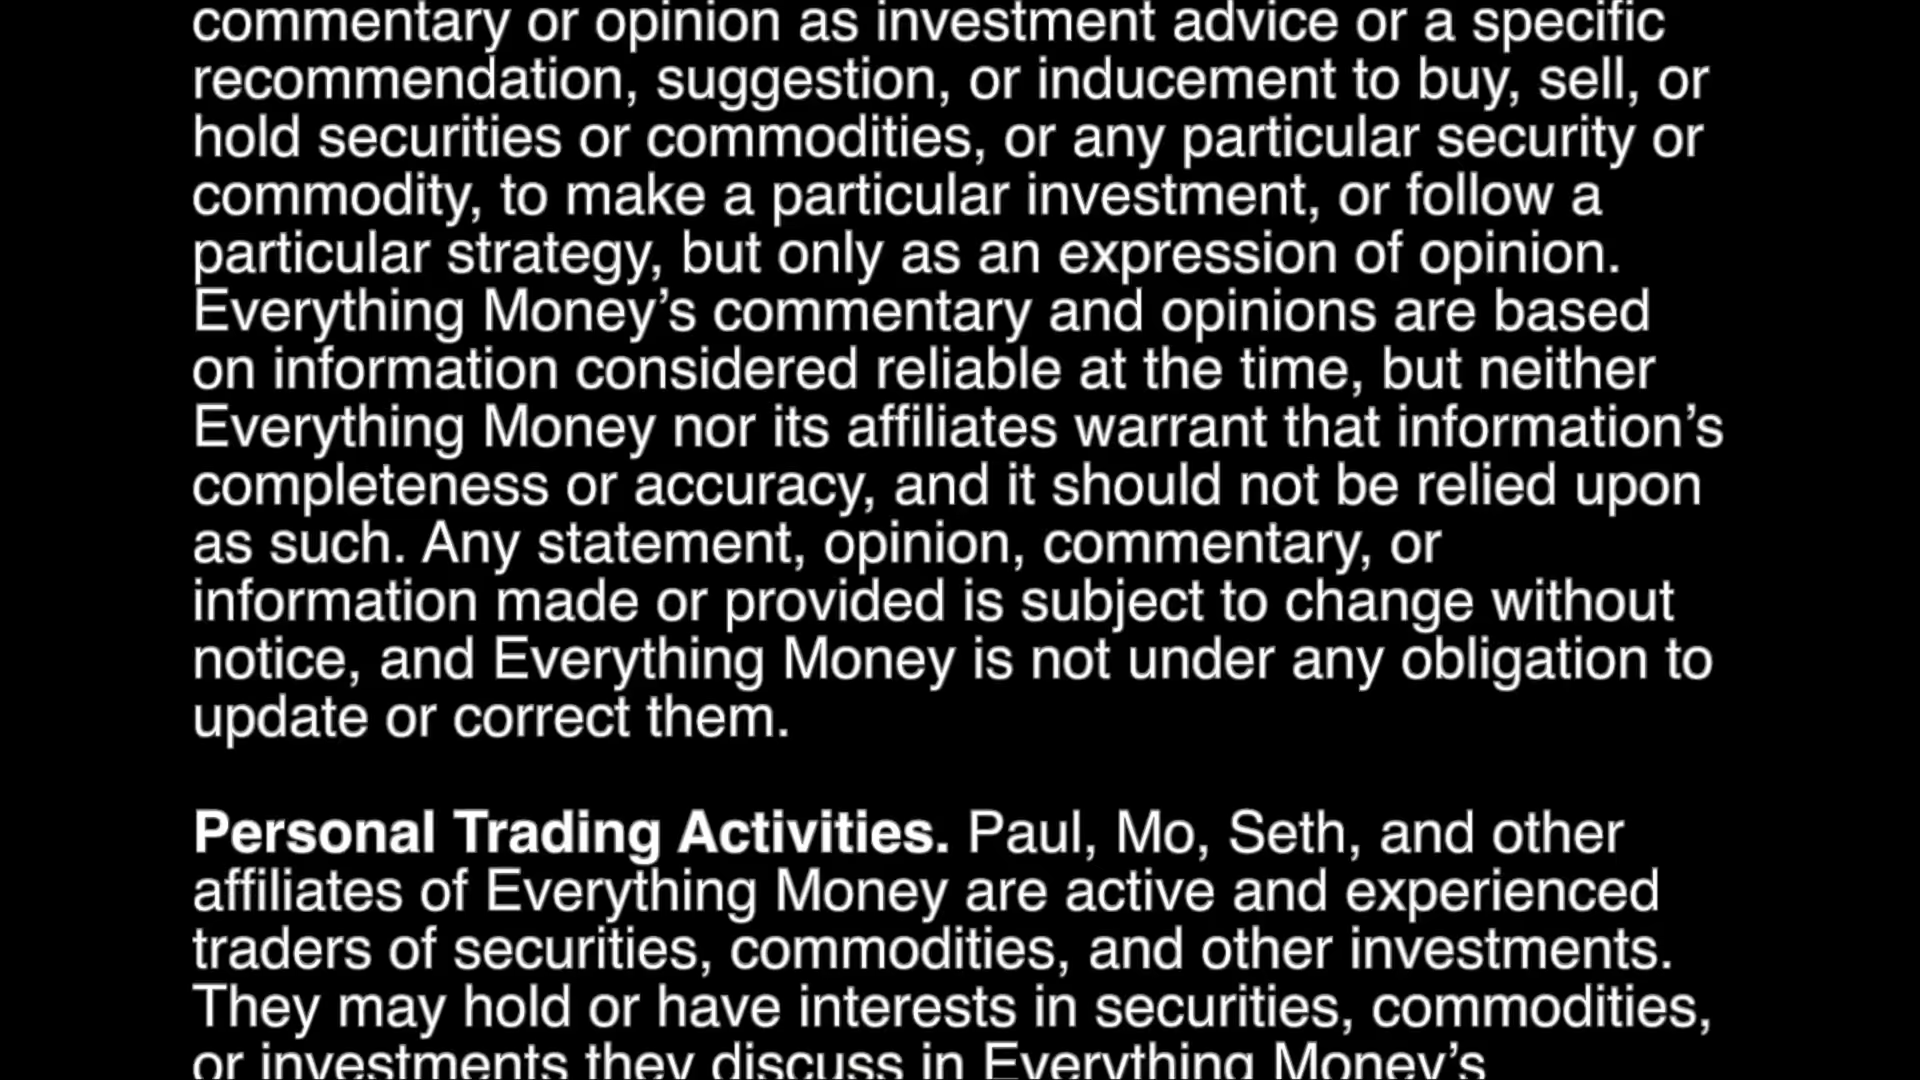 commentary or opinion as investment advice or a specific
recommendation, suggestion, or inducement to buy, sell, or
hold securities or commodities, or any particular security or
commodity, to make a particular investment, or follow a
particular strategy, but only as an expression of opinion.
Everything Money’s commentary and opinions are based
on information considered reliable at the time, but neither
Everything Money nor its affiliates warrant that information’s
completeness or accuracy, and it should not be relied upon
as such. Any statement, opinion, commentary, or
information made or provided is subject to change without
notice, and Everything Money is not under any obligation to
update or correct them.
Personal Trading Activities. Paul, Mo, Seth, and other
affiliates of Everything Money are active and experienced
traders of securities, commodities, and other investments.
They may hold or have interests in securities, commodities,
or investments they discuss in Everything Money’s